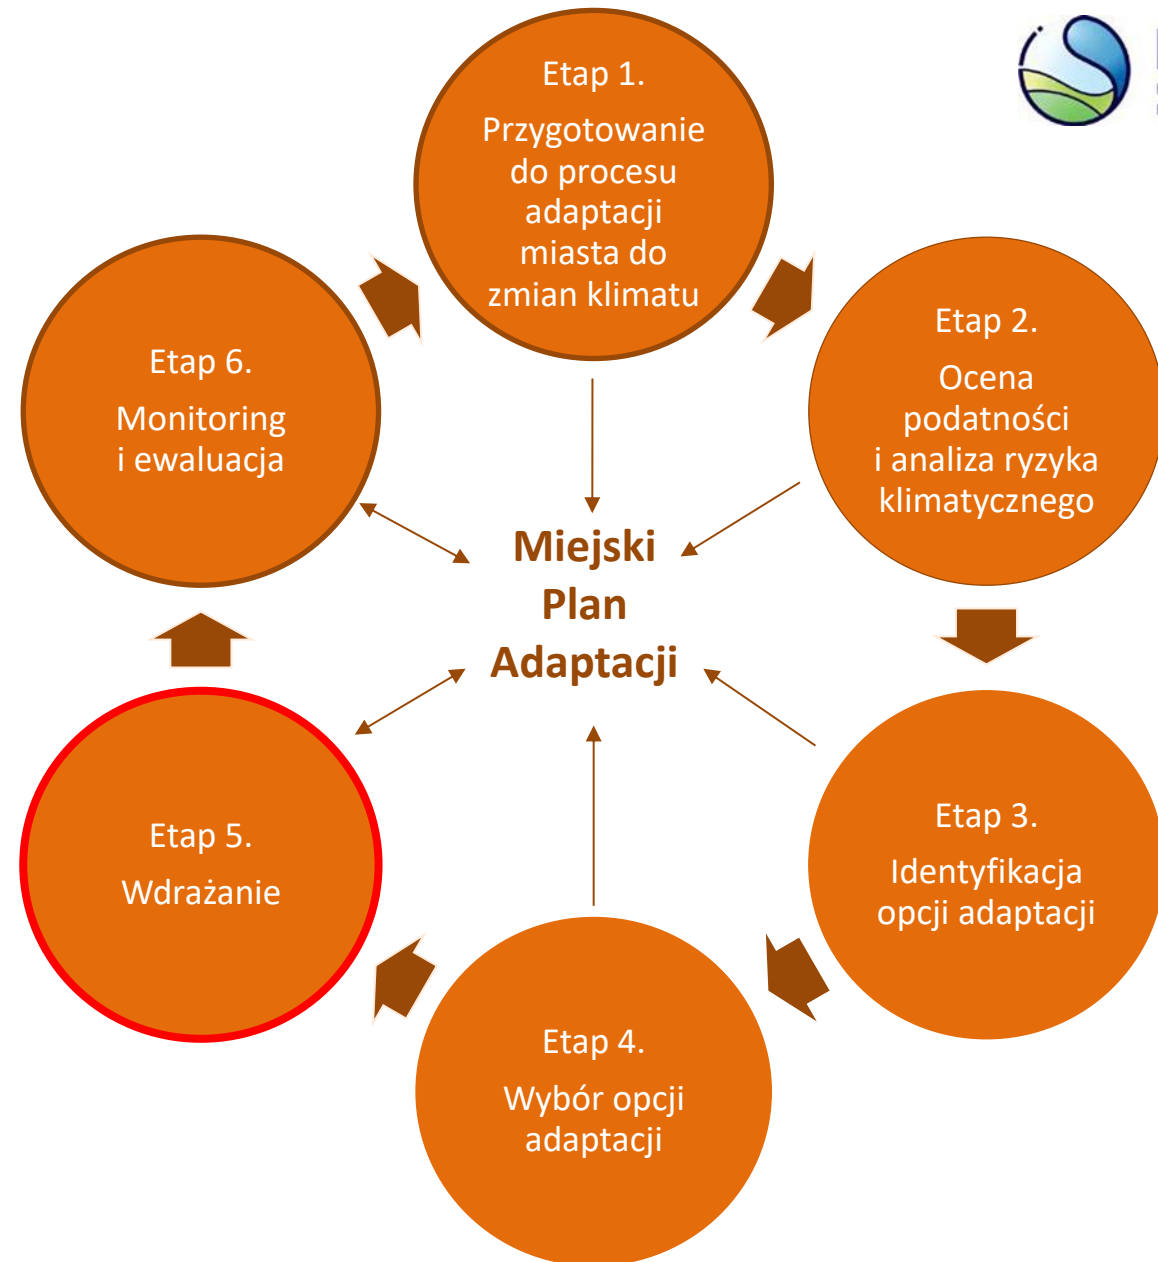 Etap 1.
Przygotowanie
do procesu
adaptacji
miasta do
zmian klimatu
Etap 2.
Ocena
podatności
i analiza ryzyka
klimatycznego
Etap 3.
Identyfikacja
opcji adaptacji
Etap 4.
Wybór opcji
adaptacji
Etap 5.
Wdrażanie
Etap 6.
Monitoring
i ewaluacja
Miejski
Plan
Adaptacji